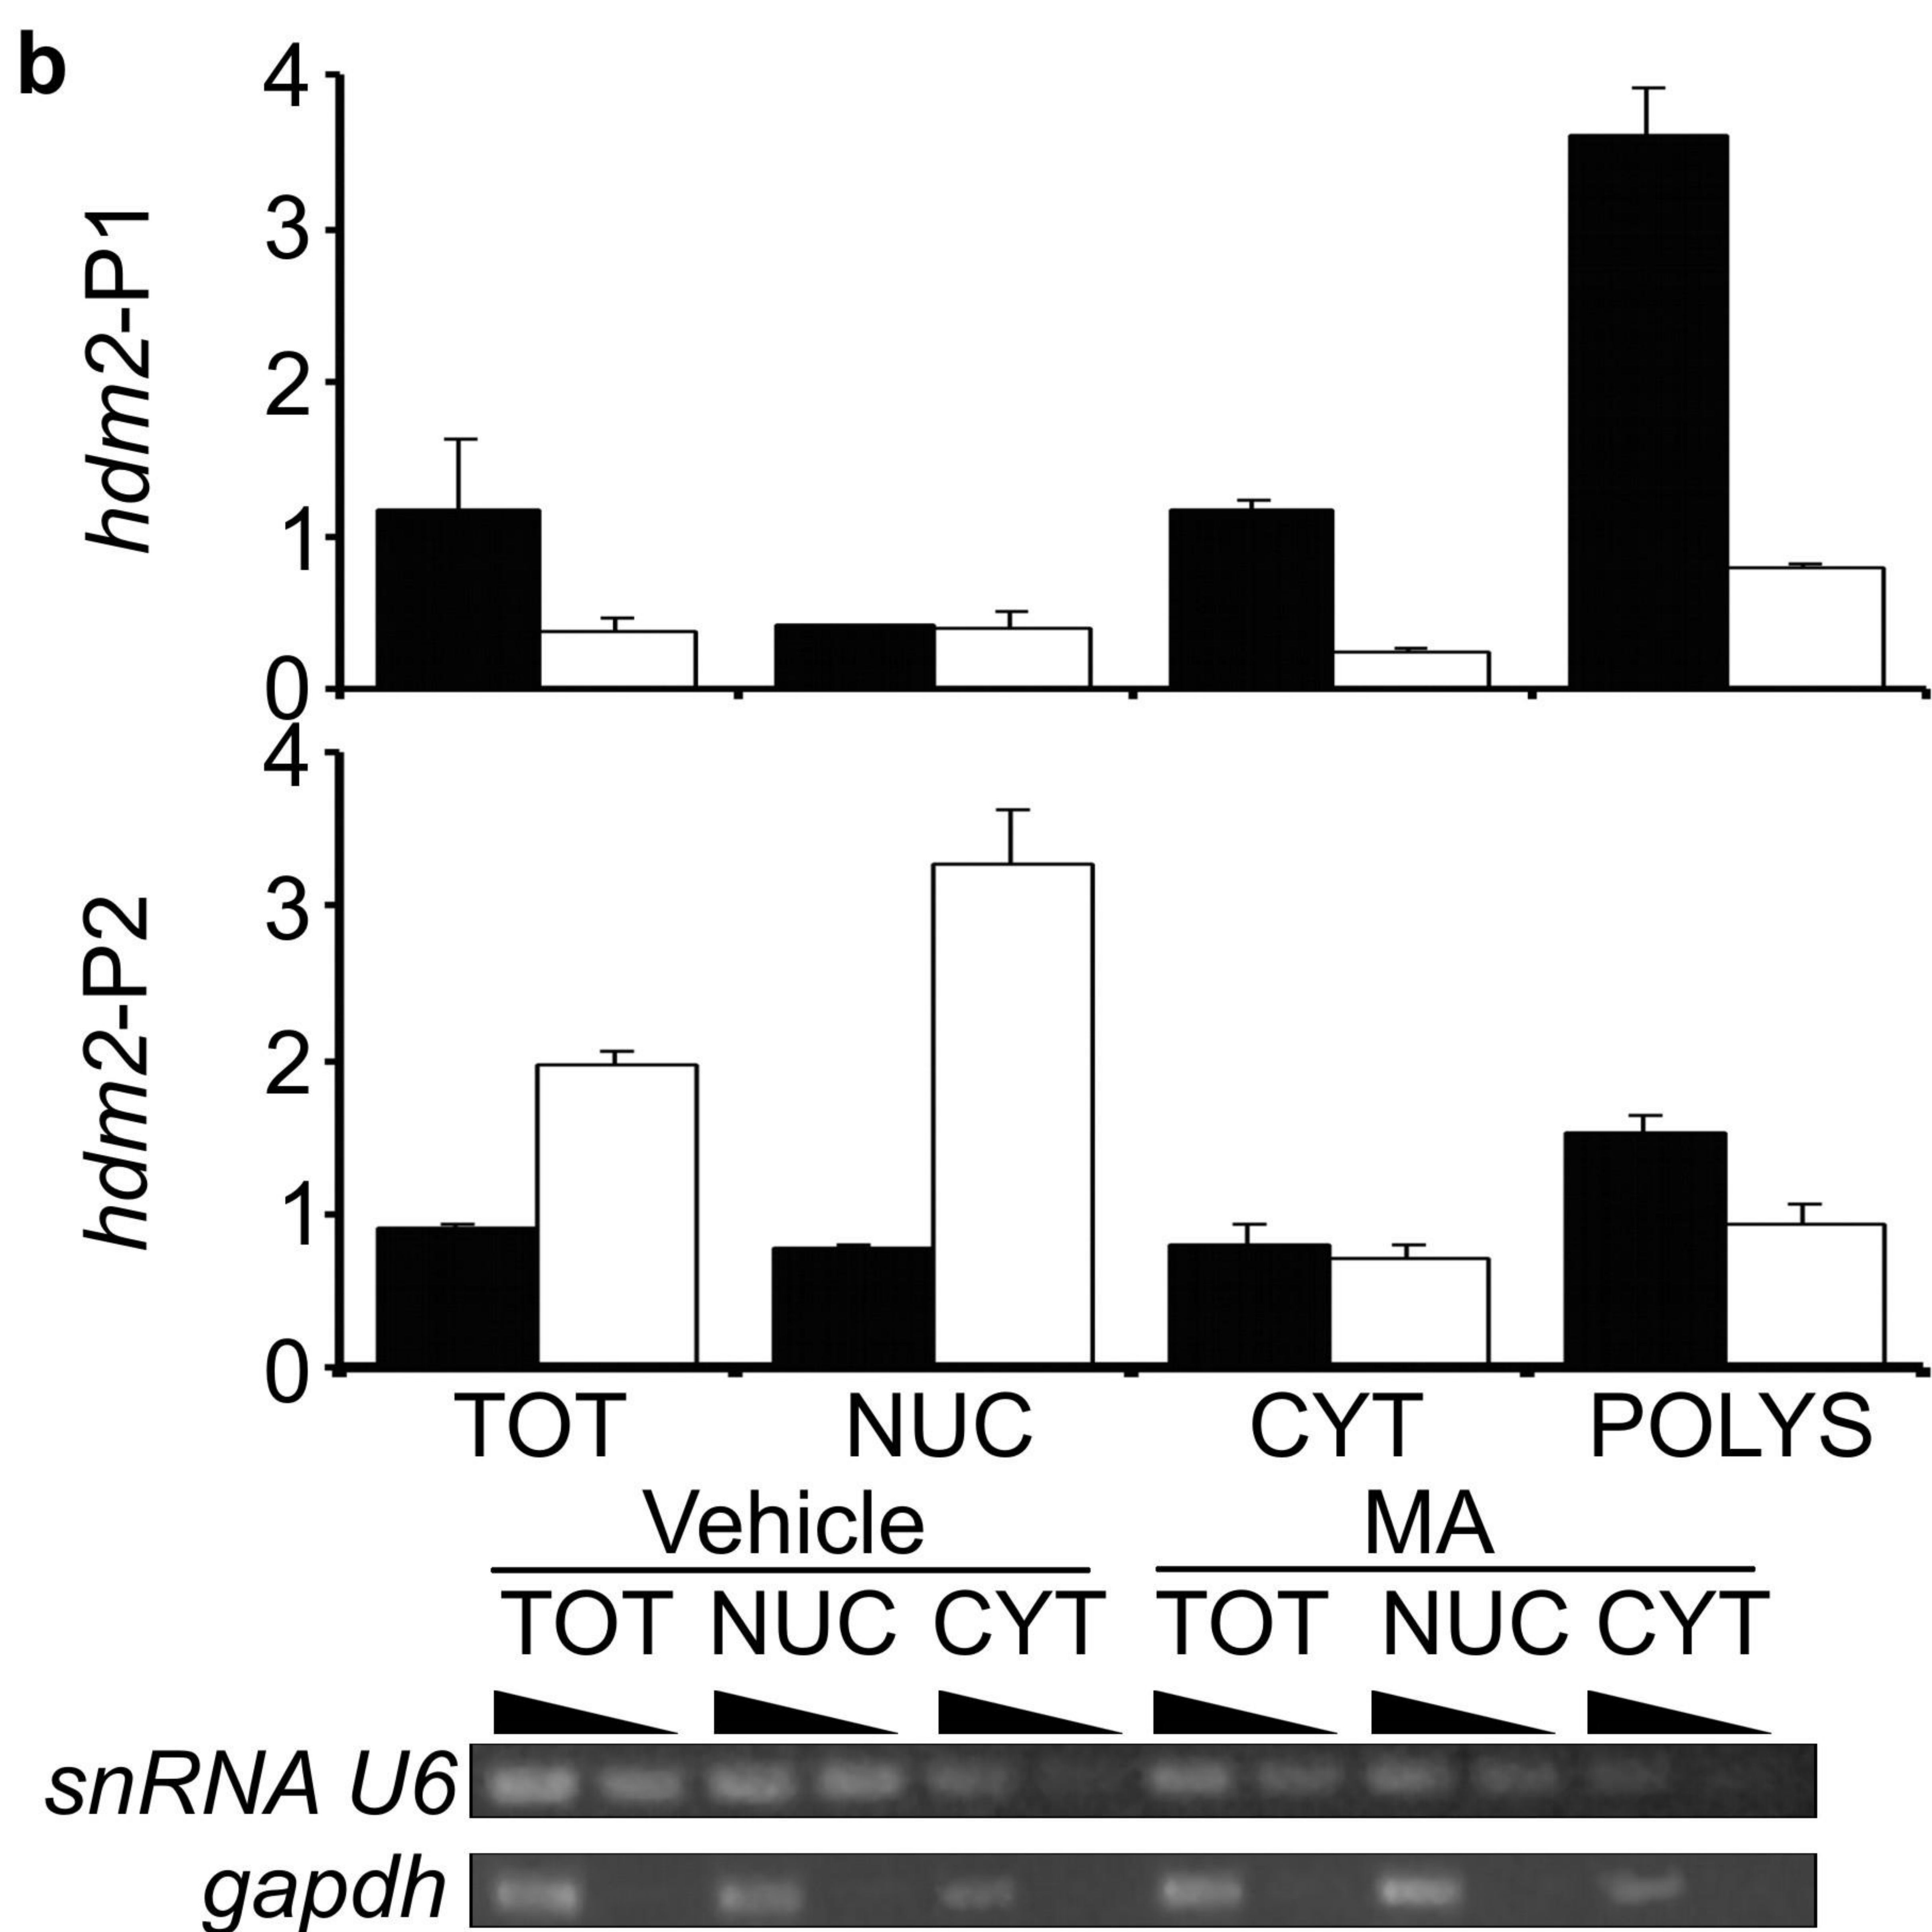 b
hdm2-P1
4
3
2
1
0
hdm2-P2
4
3
2
1
0
TOT NUC CYT POLYS
Vehicle MA
TOT NUC CYT TOT NUC CYT
snRNA U6
gapdh